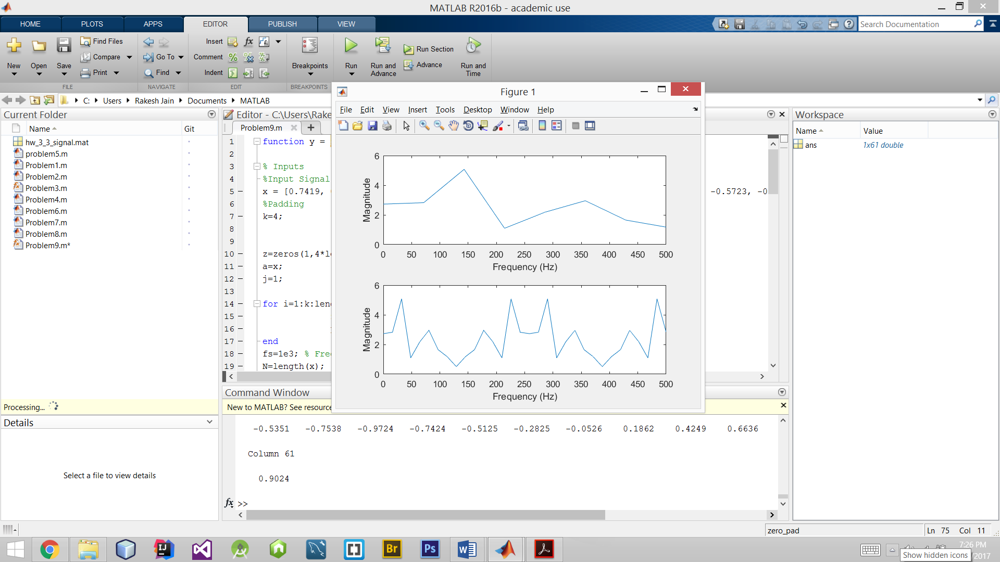 MATLAB R2016b - academic use
HOME PLOTS APPS EDITOR PUBLISH VIEW
Search Documentation
New Open Save
Find Files
Compare
Print
FILE
Go To
Find
NAVIGATE
Insert fx
Comment
Indent
EDIT
Breakpoints
BREAKPOINTS
Run
Run and Advance
Run Section
Advance
Run and Time
C: Users Rakesh Jain Documents MATLAB
Current Folder
Name Git
hw_3_3_signal.mat
problem5.m
Problem1.m
Problem2.m
Problem3.m
Problem4.m
Problem6.m
Problem7.m
Problem8.m
Problem9.m*
Processing...
Details
Select a file to view details
Editor - C:\Users\Rake
Problem9.m
1 function y =
2
3 % Inputs
4 %Input Signal
5 x = [0.7419, -0.5723, -0
6 %Padding
7 k=4;
8
9
10 z=zeros(1,4*l
11 a=x;
12 j=1;
13
14 for i=1:k:len
15
16
17 end
18 fs=1e3; % Fre
19 N=length(x);
Figure 1
File Edit View Insert Tools Desktop Window Help
Magnitude
6
4
2
0
0 50 100 150 200 250 300 350 400 450 500
Frequency (Hz)
Magnitude
6
4
2
0
0 50 100 150 200 250 300 350 400 450 500
Frequency (Hz)
Command Window
New to MATLAB? See resource
-0.5351 -0.7538 -0.9724 -0.7424 -0.5125 -0.2825 -0.0526 0.1862 0.4249 0.6636
Column 61
0.9024
fx >>
Workspace
Name Value
ans 1x61 double
zero_pad Ln 75 Col 11
IJ Br Ps
7:26 PM
/2017
Show hidden icons